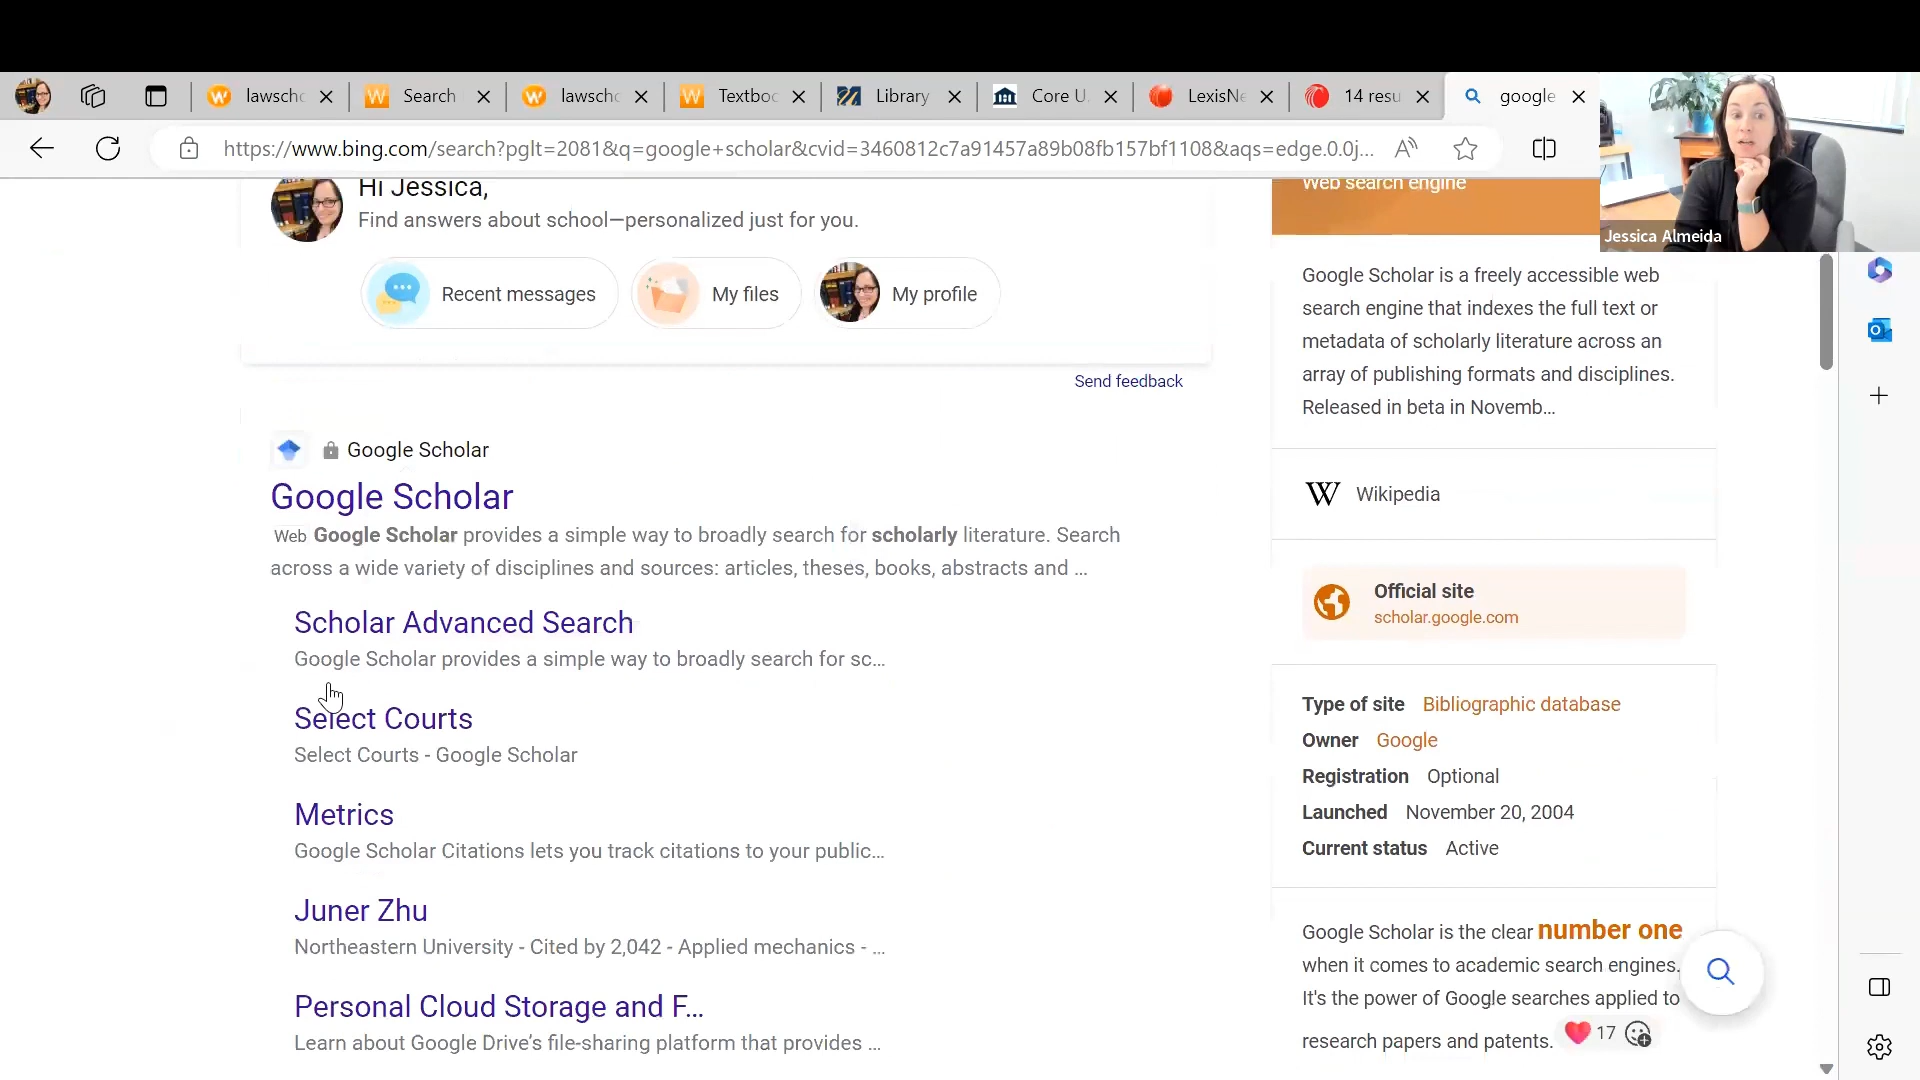 lawscho
Search
lawscho
Textboo
Library
Core U
LexisNe
14 resu
google
https://www.bing.com/search?pglt=2081&q=google+scholar&cvid=3460812c7a91457a89b08fb157bf1108&aqs=edge.0.0j...
Jessica Almeida
Hi Jessica,
Find answers about school—personalized just for you.
Recent messages
My files
My profile
Send feedback
Google Scholar
Google Scholar
Web Google Scholar provides a simple way to broadly search for scholarly literature. Search
across a wide variety of disciplines and sources: articles, theses, books, abstracts and ...
Scholar Advanced Search
Google Scholar provides a simple way to broadly search for sc...
Select Courts
Select Courts - Google Scholar
Metrics
Google Scholar Citations lets you track citations to your public...
Juner Zhu
Northeastern University - Cited by 2,042 - Applied mechanics - ...
Personal Cloud Storage and F...
Learn about Google Drive's file-sharing platform that provides ...
Web search engine
Google Scholar is a freely accessible web
search engine that indexes the full text or
metadata of scholarly literature across an
array of publishing formats and disciplines.
Released in beta in Novemb...
Wikipedia
Official site
scholar.google.com
Type of site Bibliographic database
Owner Google
Registration Optional
Launched November 20, 2004
Current status Active
Google Scholar is the clear number one
when it comes to academic search engines.
It's the power of Google searches applied to
research papers and patents.
17